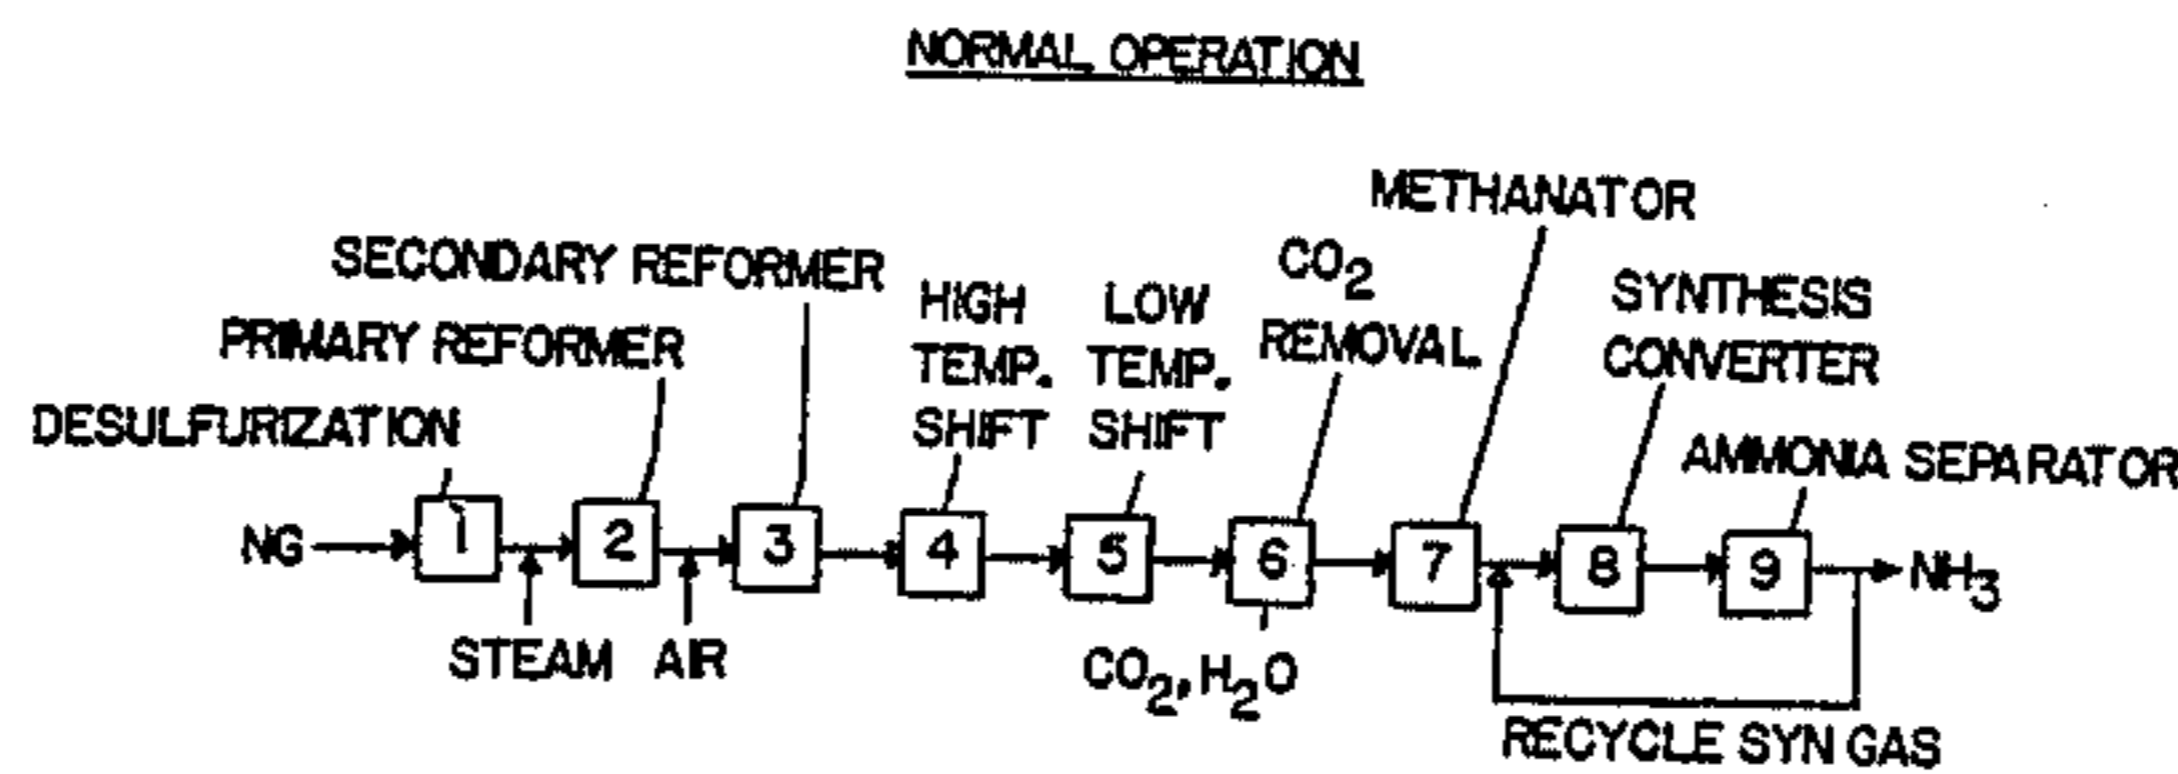 NORMAL OPERATION
METHANATOR
SECONDARY REFORMER
CO2
REMOVAL
HIGH
TEMP.
SHIFT
LOW
TEMP.
SHIFT
SYNTHESIS
CONVERTER
PRIMARY REFORMER
DESULFURIZATION
AMMONIA SEPARATOR
NG
1
2
3
4
5
6
7
8
9
NH3
STEAM
AIR
CO2, H2O
RECYCLE SYN GAS